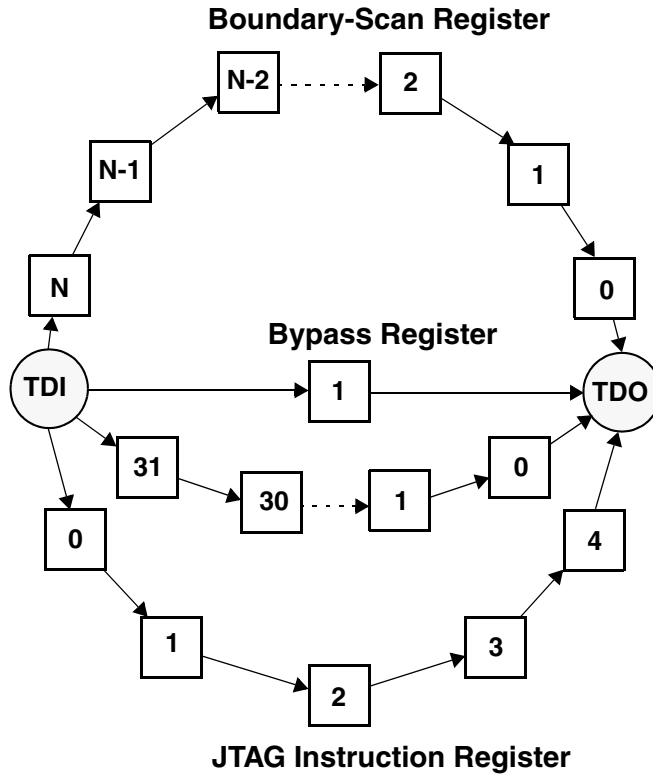 Boundary-Scan Register
N-2
2
N-1
1
N
0
Bypass Register
TDI
1
TDO
31
30
1
0
0
4
1
2
3
JTAG Instruction Register